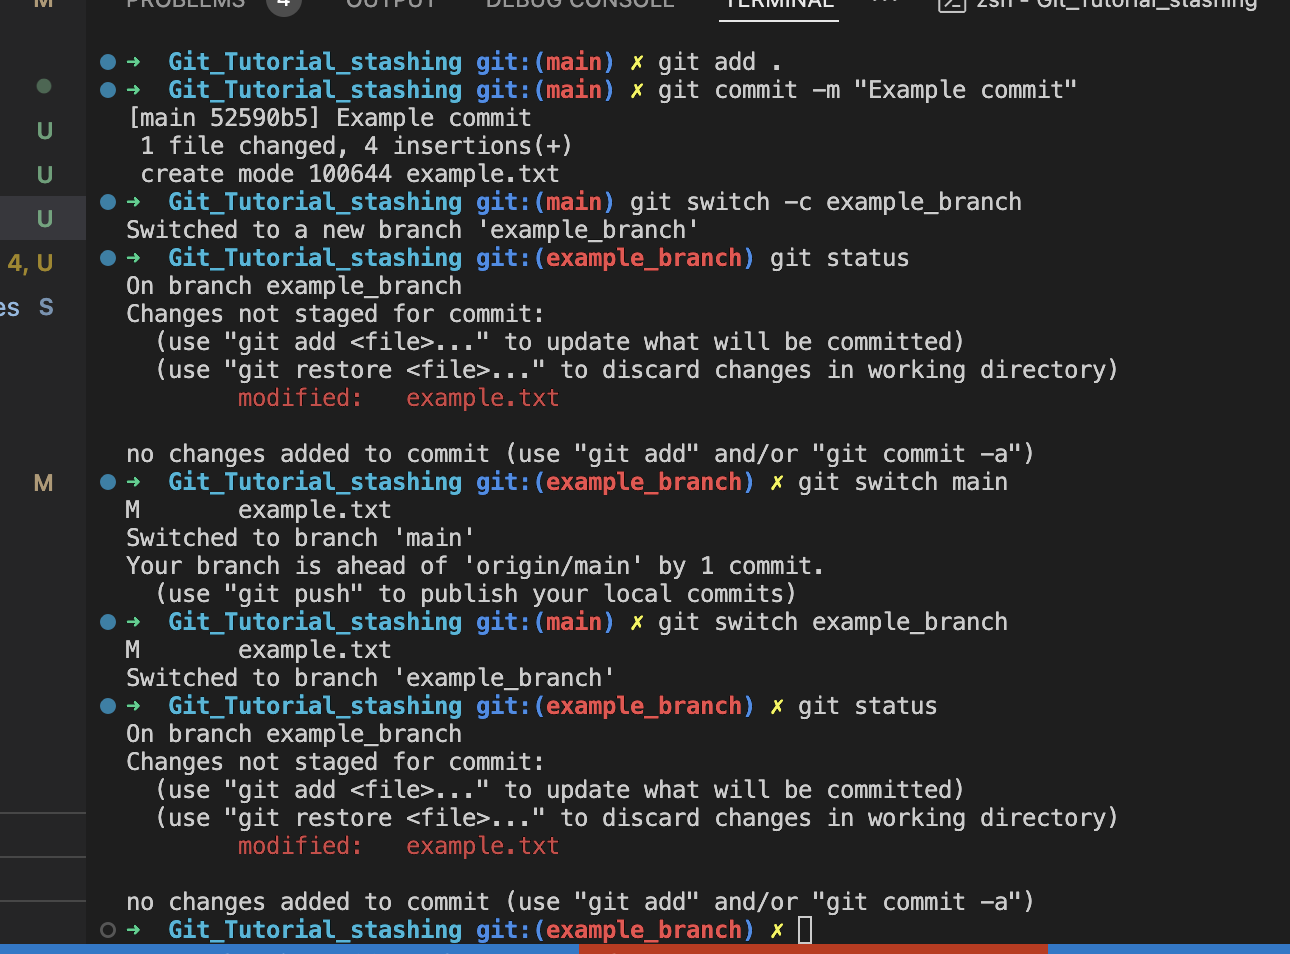 M PROBLEMS 4 OUTPUT DEBUG CONSOLE TERMINAL ... zsh - Git_Tutorial_stashing
➜ Git_Tutorial_stashing git:(main) ✗ git add .
➜ Git_Tutorial_stashing git:(main) ✗ git commit -m "Example commit"
[main 52590b5] Example commit
1 file changed, 4 insertions(+)
create mode 100644 example.txt
➜ Git_Tutorial_stashing git:(main) git switch -c example_branch
Switched to a new branch 'example_branch'
➜ Git_Tutorial_stashing git:(example_branch) git status
On branch example_branch
Changes not staged for commit:
(use "git add <file>..." to update what will be committed)
(use "git restore <file>..." to discard changes in working directory)
modified: example.txt
no changes added to commit (use "git add" and/or "git commit -a")
➜ Git_Tutorial_stashing git:(example_branch) ✗ git switch main
M example.txt
Switched to branch 'main'
Your branch is ahead of 'origin/main' by 1 commit.
(use "git push" to publish your local commits)
➜ Git_Tutorial_stashing git:(main) ✗ git switch example_branch
M example.txt
Switched to branch 'example_branch'
➜ Git_Tutorial_stashing git:(example_branch) ✗ git status
On branch example_branch
Changes not staged for commit:
(use "git add <file>..." to update what will be committed)
(use "git restore <file>..." to discard changes in working directory)
modified: example.txt
no changes added to commit (use "git add" and/or "git commit -a")
➜ Git_Tutorial_stashing git:(example_branch) ✗
U
U
U
4, U
es S
M